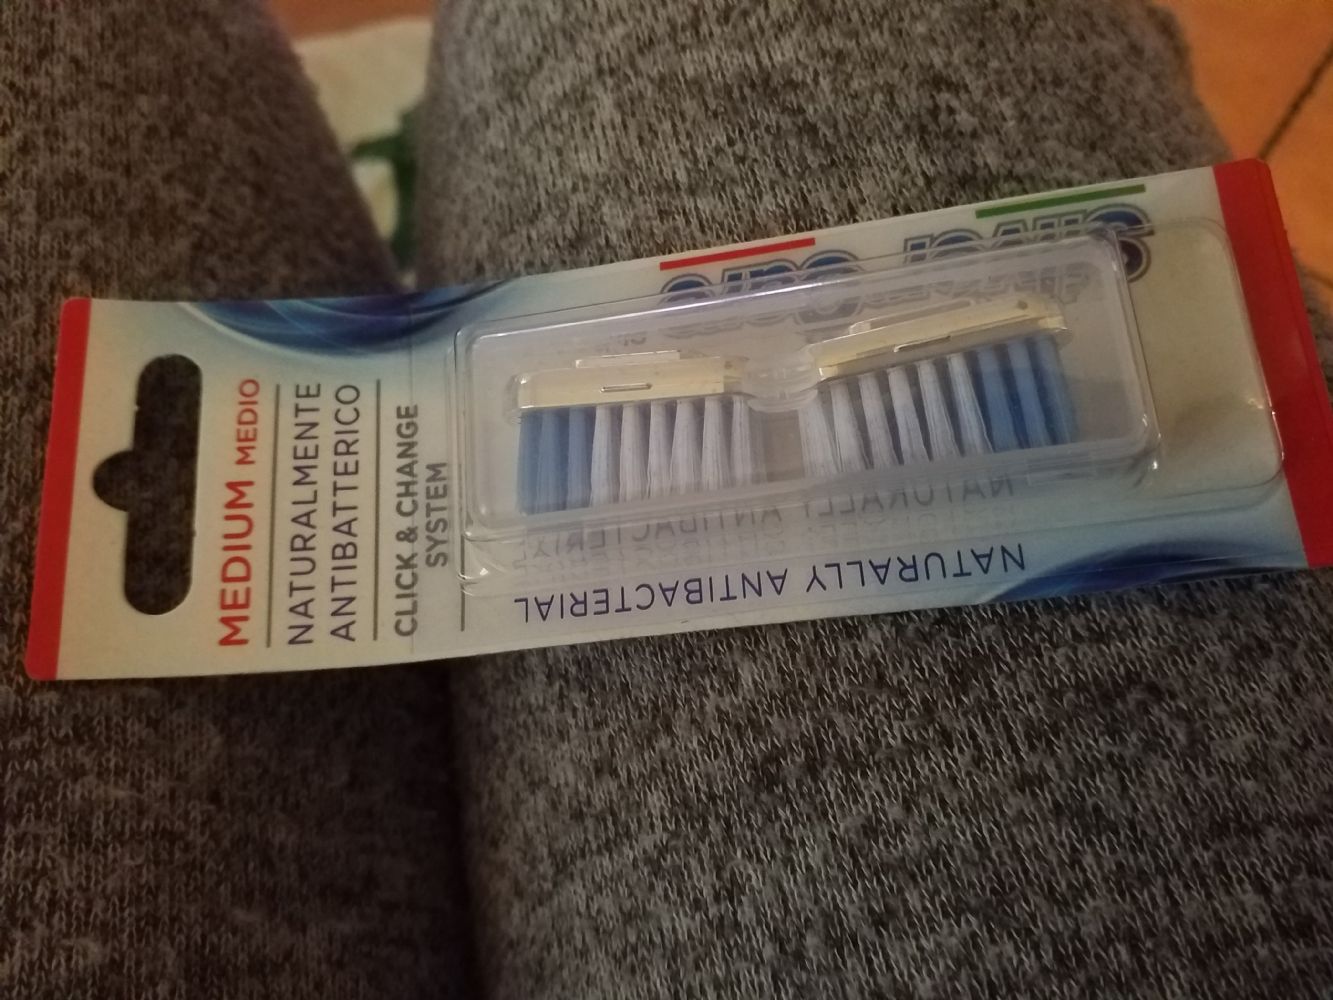 MEDIUM MEDIO
NATURALMENTE
ANTIBATTERICO
CLICK & CHANGE
SYSTEM
NATURALLY ANTIBACTERIAL